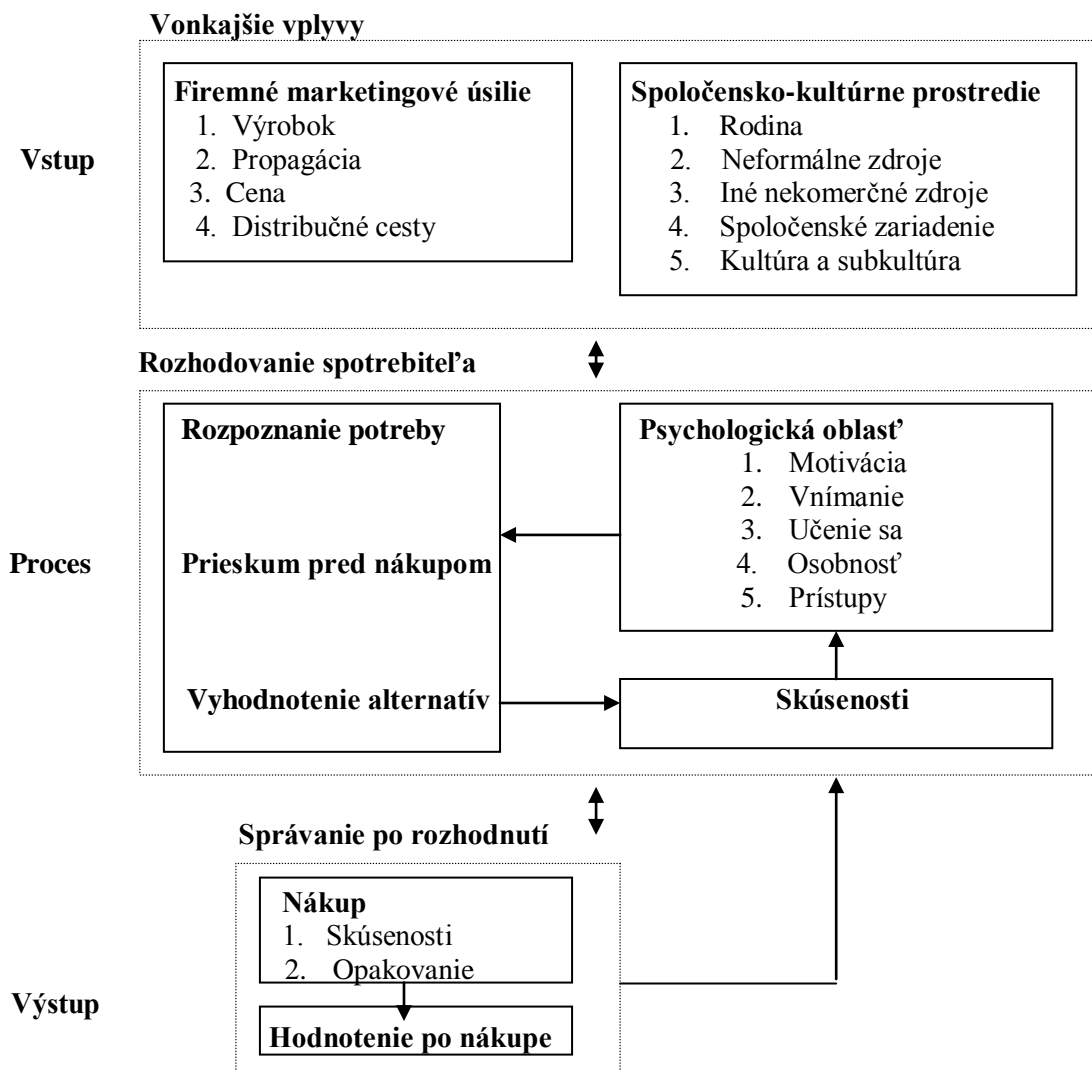 Vonkajšie vplyvy
Vstup
Firemné marketingové úsilie
1. Výrobok
2. Propagácia
3. Cena
4. Distribučné cesty
Spoločensko-kultúrne prostredie
1. Rodina
2. Neformálne zdroje
3. Iné nekomerčné zdroje
4. Spoločenské zariadenie
5. Kultúra a subkultúra
Rozhodovanie spotrebiteľa
Proces
Rozpoznanie potreby
Prieskum pred nákupom
Vyhodnotenie alternatív
Psychologická oblasť
1. Motivácia
2. Vnímanie
3. Učenie sa
4. Osobnosť
5. Prístupy
Skúsenosti
Správanie po rozhodnutí
Výstup
Nákup
1. Skúsenosti
2. Opakovanie
Hodnotenie po nákupe